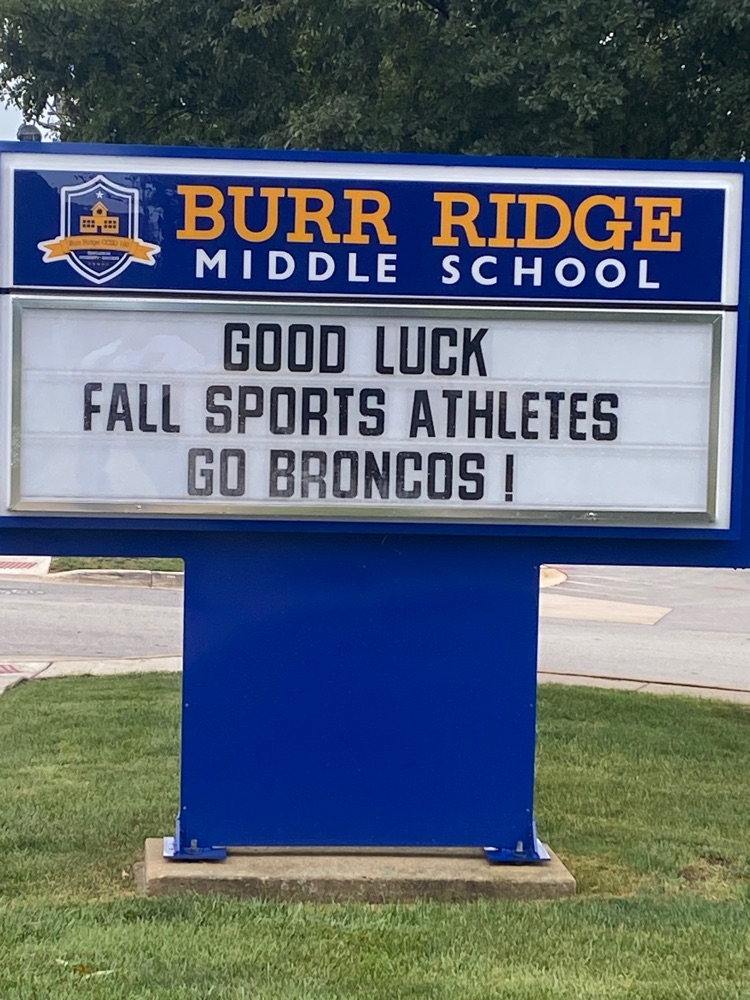 BURR RIDGE
MIDDLE SCHOOL
GOOD LUCK
FALL SPORTS ATHLETES
GO BRONCOS!